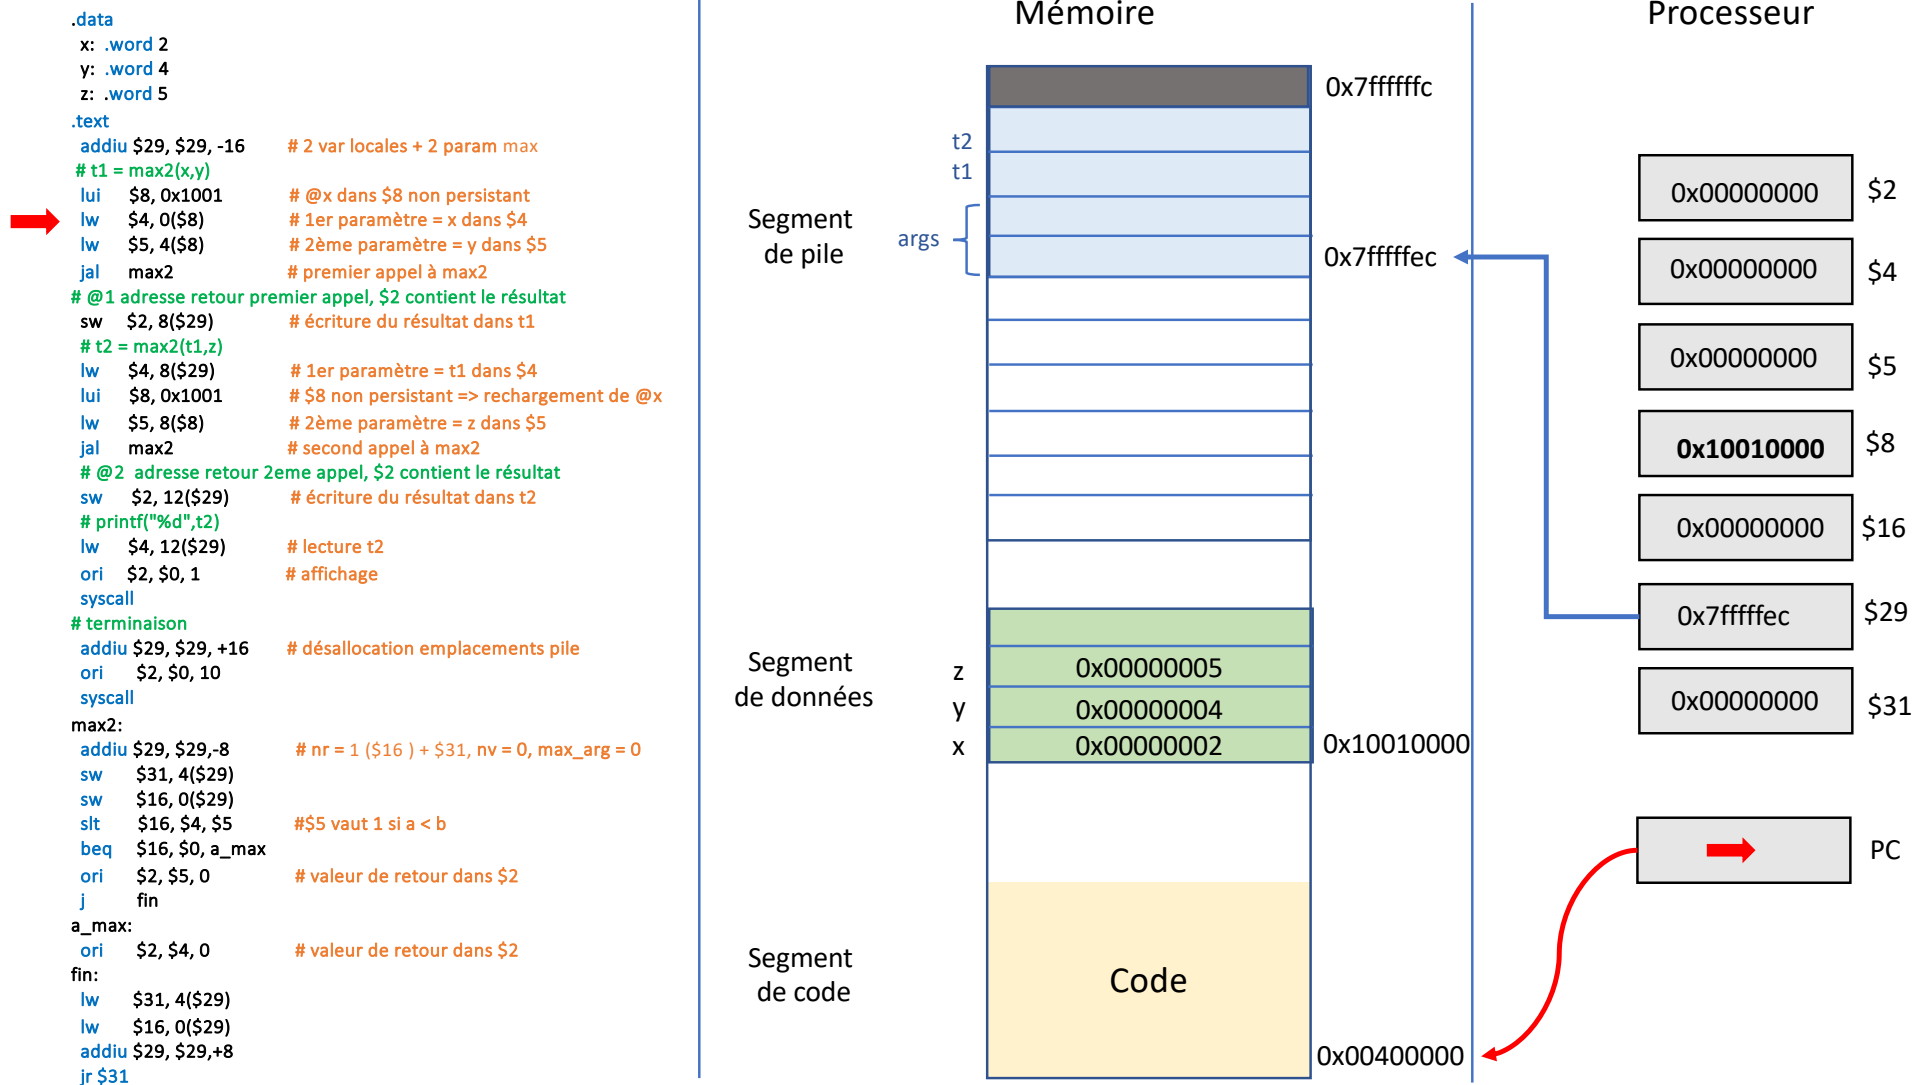 .data
x: .word 2
y: .word 4
z: .word 5
.text
addiu $29, $29, -16 # 2 var locales + 2 param max
# t1 = max2(x,y)
lui $8, 0x1001 # @x dans $8 non persistant
lw $4, 0($8) # 1er paramètre = x dans $4
lw $5, 4($8) # 2ème paramètre = y dans $5
jal max2 # premier appel à max2
# @1 adresse retour premier appel, $2 contient le résultat
sw $2, 8($29) # écriture du résultat dans t1
# t2 = max2(t1,z)
lw $4, 8($29) # 1er paramètre = t1 dans $4
lui $8, 0x1001 # $8 non persistant => rechargement de @x
lw $5, 8($8) # 2ème paramètre = z dans $5
jal max2 # second appel à max2
# @2 adresse retour 2eme appel, $2 contient le résultat
sw $2, 12($29) # écriture du résultat dans t2
# printf("%d",t2)
lw $4, 12($29) # lecture t2
ori $2, $0, 1 # affichage
syscall
# terminaison
addiu $29, $29, +16 # désallocation emplacements pile
ori $2, $0, 10
syscall
max2:
addiu $29, $29,-8 # nr = 1 ($16 ) + $31, nv = 0, max_arg = 0
sw $31, 4($29)
sw $16, 0($29)
slt $16, $4, $5 #$5 vaut 1 si a < b
beq $16, $0, a_max
ori $2, $5, 0 # valeur de retour dans $2
j fin
a_max:
ori $2, $4, 0 # valeur de retour dans $2
fin:
lw $31, 4($29)
lw $16, 0($29)
addiu $29, $29,+8
jr $31
Mémoire
0x7ffffffc
t2
t1
Segment
de pile
args
0x7fffffec
Segment
de données
z 0x00000005
y 0x00000004
x 0x00000002 0x10010000
Segment
de code
Code
0x00400000
Processeur
0x00000000 $2
0x00000000 $4
0x00000000 $5
0x10010000 $8
0x00000000 $16
0x7fffffec $29
0x00000000 $31
PC